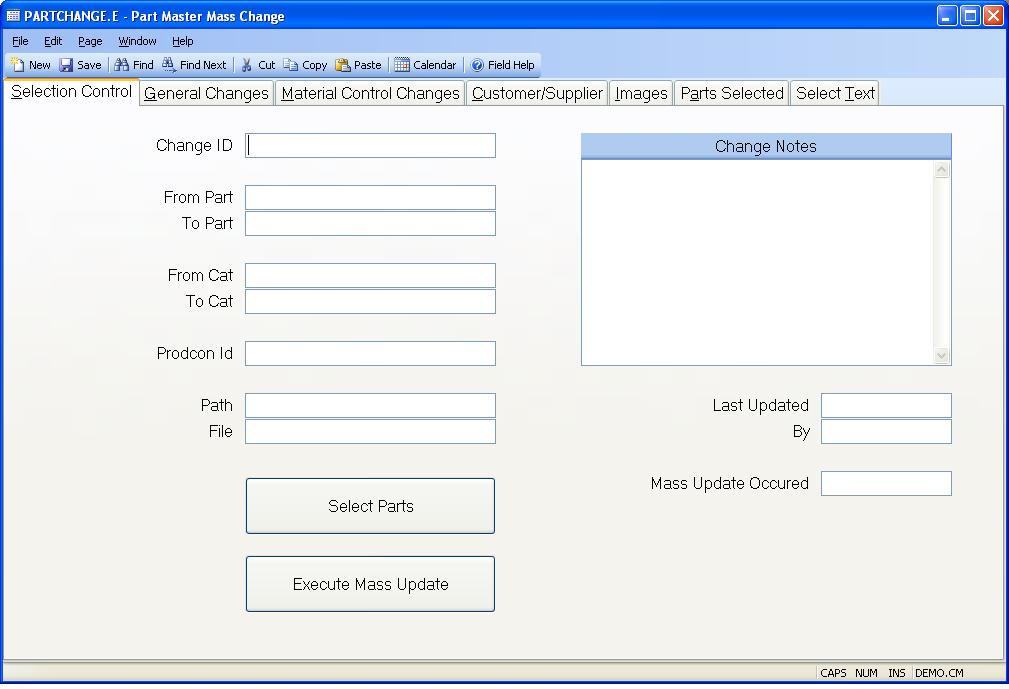 PARTCHANGE.E - Part Master Mass Change
File Edit Page Window Help
New Save Find Find Next Cut Copy Paste Calendar Field Help
Selection Control General Changes Material Control Changes Customer/Supplier Images Parts Selected Select Text
Change ID
From Part
To Part
From Cat
To Cat
Prodcon Id
Path
File
Select Parts
Execute Mass Update
Change Notes
Last Updated
By
Mass Update Occured
CAPS NUM INS DEMO.CM